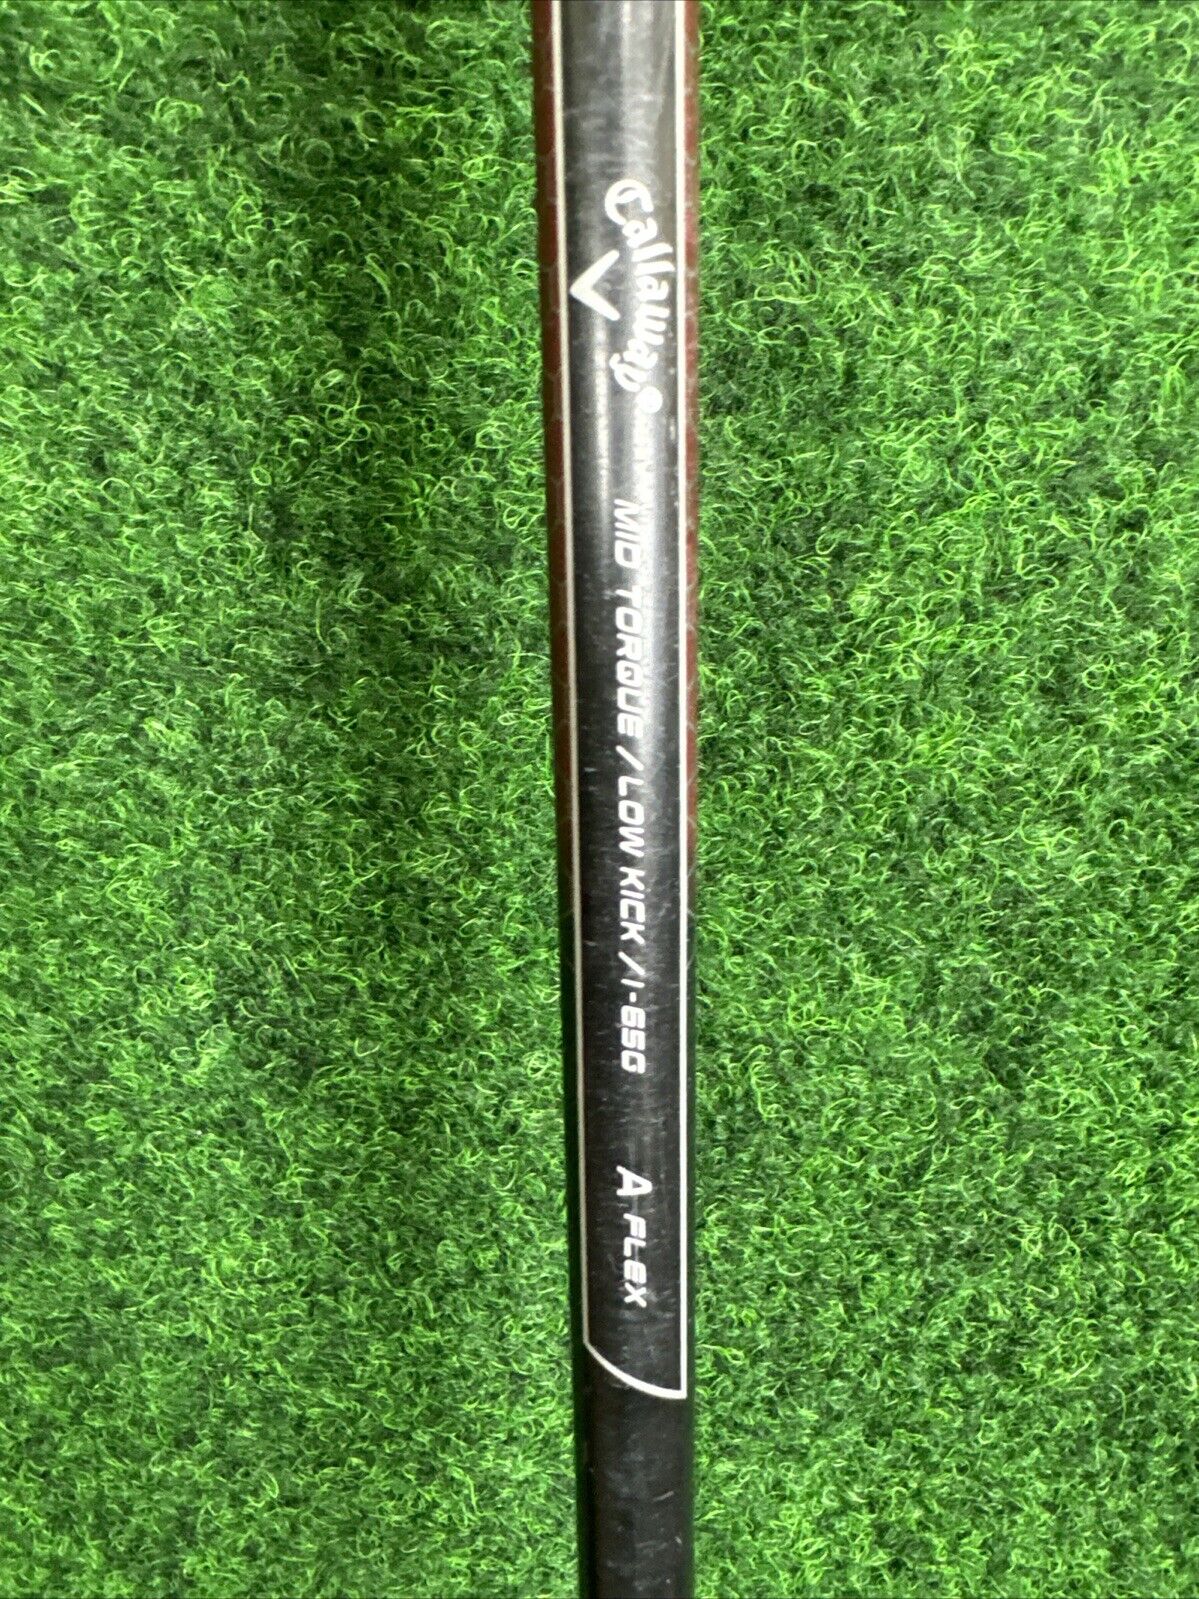 Callaway®
MID TORQUE / LOW KICK / I-65G
A FLEX